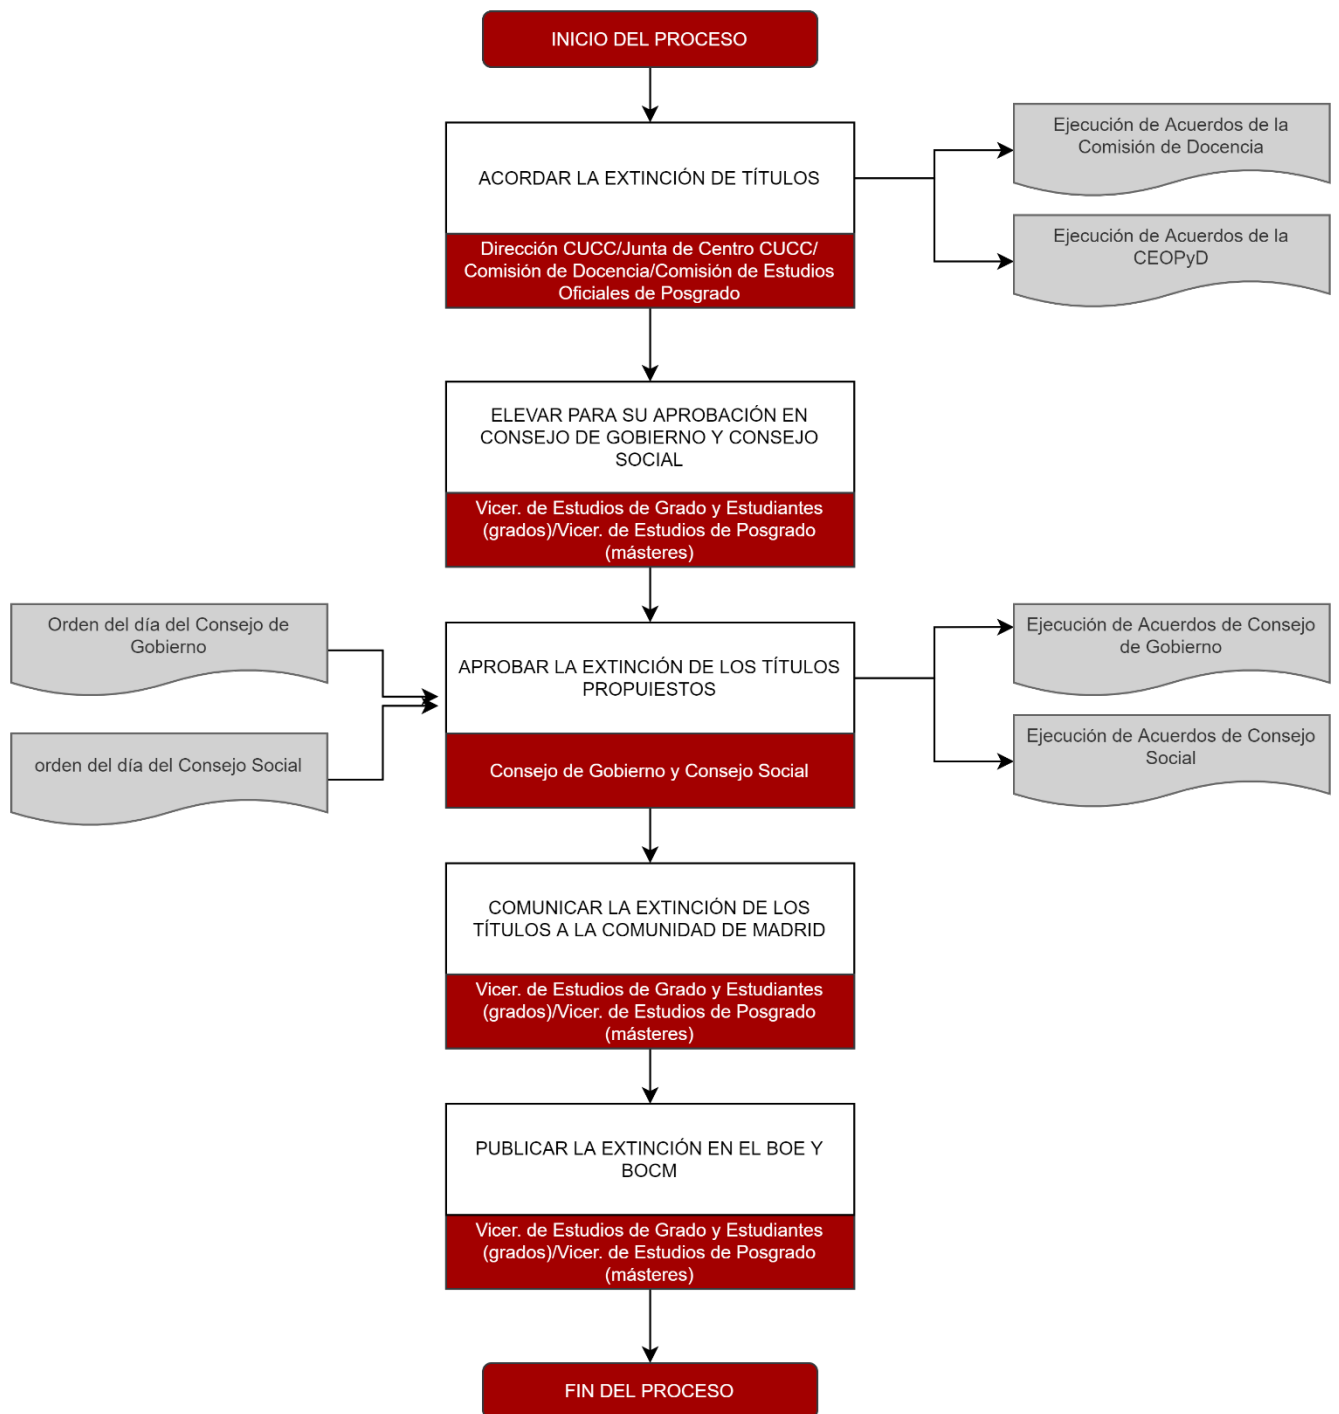 INICIO DEL PROCESO
ACORDAR LA EXTINCIÓN DE TÍTULOS
Dirección CUCC/Junta de Centro CUCC/
Comisión de Docencia/Comisión de Estudios
Oficiales de Posgrado
Ejecución de Acuerdos de la
Comisión de Docencia
Ejecución de Acuerdos de la
CEOPyD
ELEVAR PARA SU APROBACIÓN EN
CONSEJO DE GOBIERNO Y CONSEJO
SOCIAL
Vicer. de Estudios de Grado y Estudiantes
(grados)/Vicer. de Estudios de Posgrado
(másteres)
Orden del día del Consejo de
Gobierno
orden del día del Consejo Social
APROBAR LA EXTINCIÓN DE LOS TÍTULOS
PROPUIESTOS
Consejo de Gobierno y Consejo Social
Ejecución de Acuerdos de Consejo
de Gobierno
Ejecución de Acuerdos de Consejo
Social
COMUNICAR LA EXTINCIÓN DE LOS
TÍTULOS A LA COMUNIDAD DE MADRID
Vicer. de Estudios de Grado y Estudiantes
(grados)/Vicer. de Estudios de Posgrado
(másteres)
PUBLICAR LA EXTINCIÓN EN EL BOE Y
BOCM
Vicer. de Estudios de Grado y Estudiantes
(grados)/Vicer. de Estudios de Posgrado
(másteres)
FIN DEL PROCESO